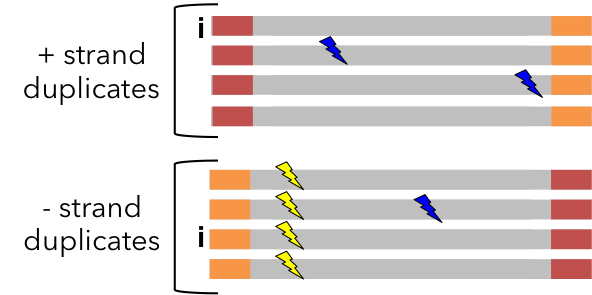 i
+ strand
duplicates
- strand
duplicates
i